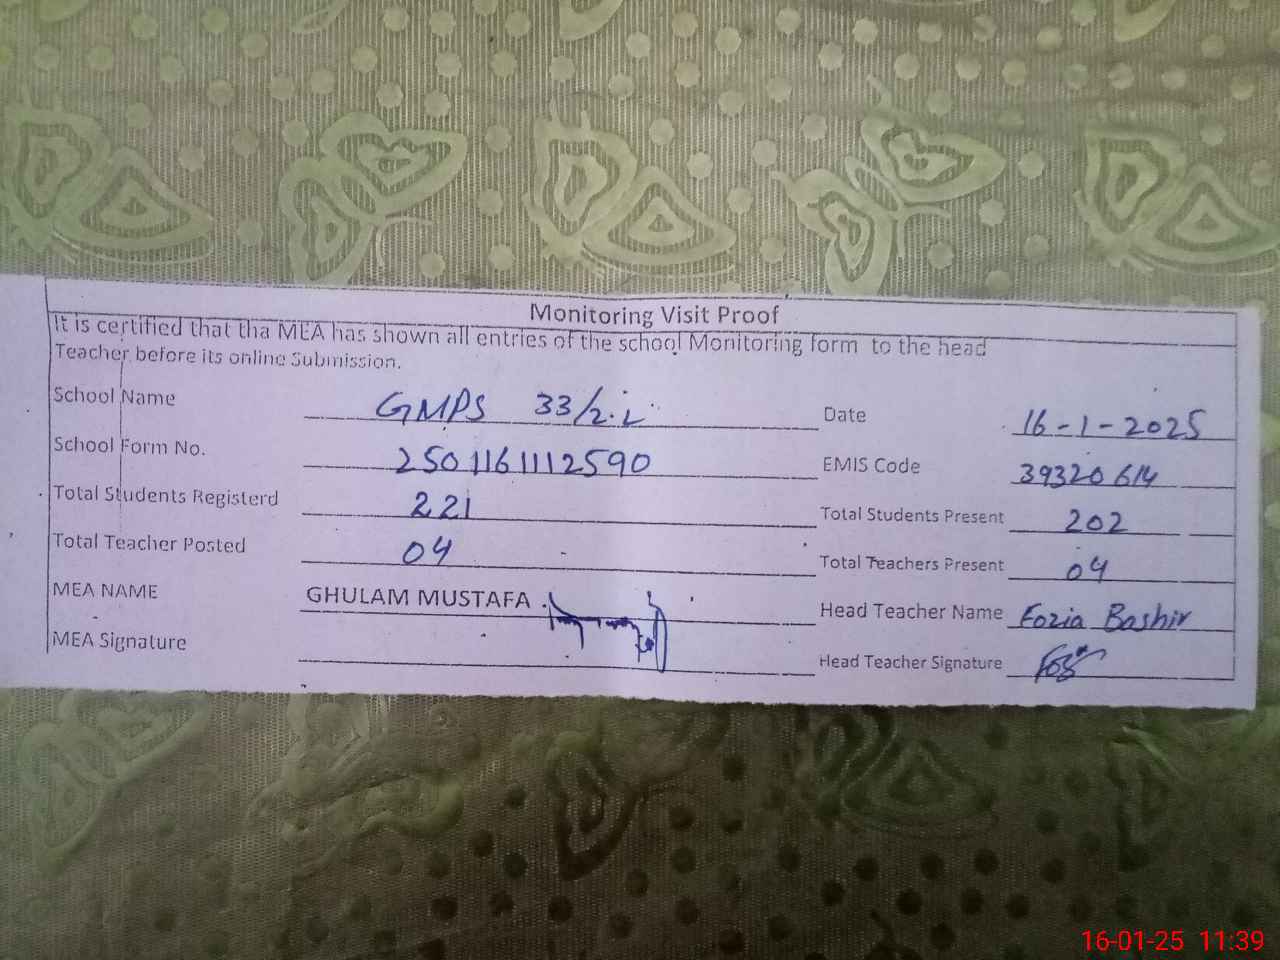 Monitoring Visit Proof
It is certified that tha MEA has shown all entries of the school Monitoring form to the head
Teacher before its online Submission.
School Name GMPS 33/2.L Date 16-1-2025
School Form No. 2501161112590 EMIS Code 39320614
Total Students Registerd 221 Total Students Present 202
Total Teacher Posted 04 Total Teachers Present 04
MEA NAME GHULAM MUSTAFA Head Teacher Name Fozia Bashir
MEA Signature Head Teacher Signature
16-01-25 11:39